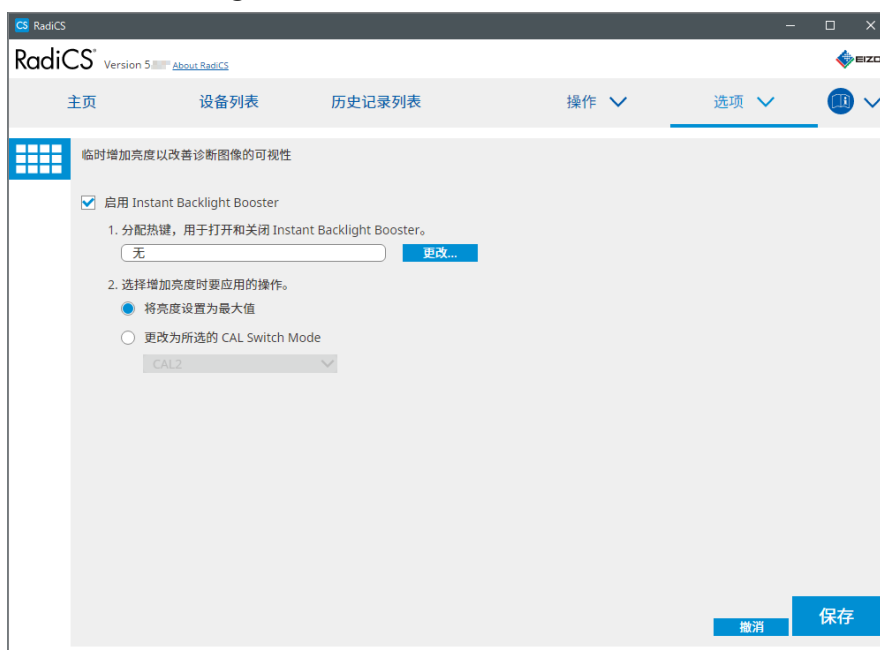 CS RadiCS
RadiCS® Version 5. About RadiCS
EIZO
主页 设备列表 历史记录列表 操作 选项
临时增加亮度以改善诊断图像的可视性
启用 Instant Backlight Booster
1. 分配热键，用于打开和关闭 Instant Backlight Booster。
无 更改...
2. 选择增加亮度时要应用的操作。
将亮度设置为最大值
更改为所选的 CAL Switch Mode
CAL2
保存
撤消